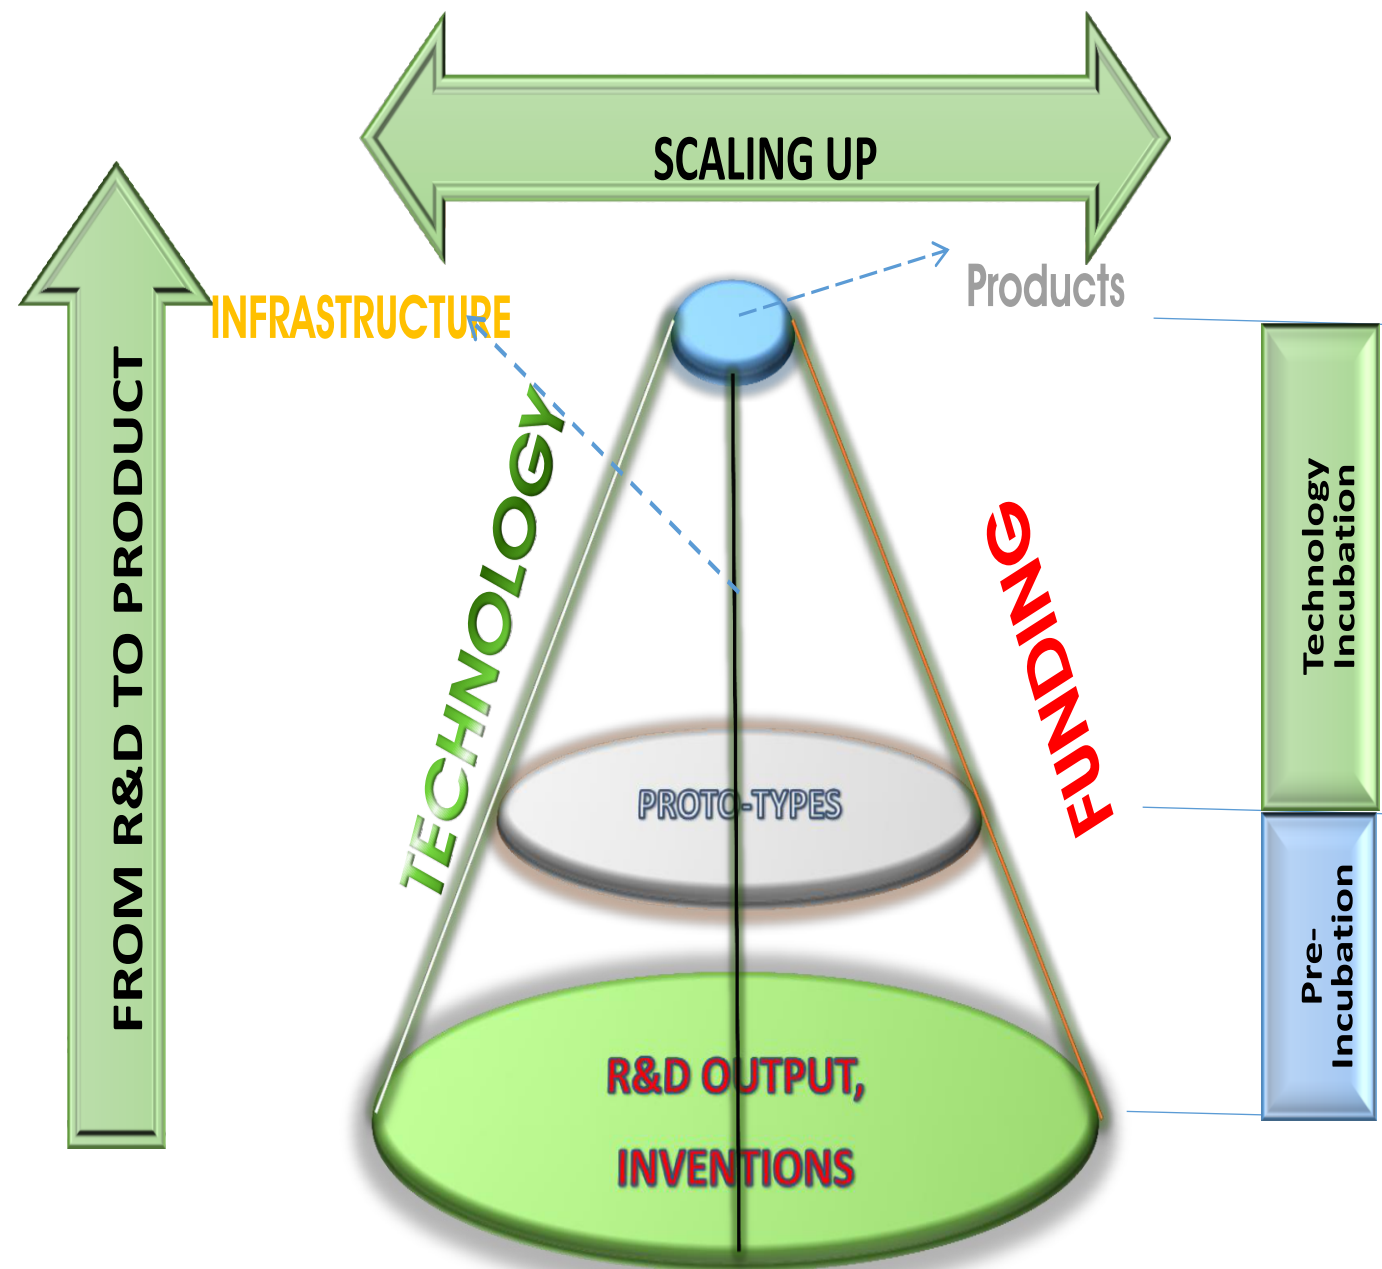 SCALING UP
Products
INFRASTRUCTURE
FROM R&D TO PRODUCT
TECHNOLOGY
FUNDING
Technology
Incubation
PROTO-TYPES
Pre-
Incubation
R&D OUTPUT,
INVENTIONS